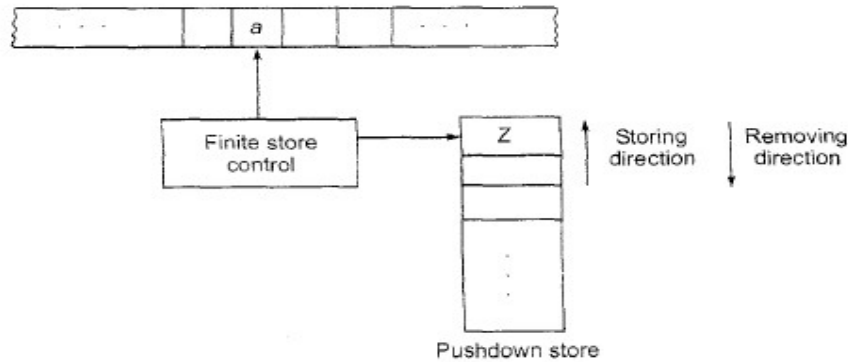 · · · a · · ·
Finite store
control
Z
Storing
direction
Removing
direction
Pushdown store